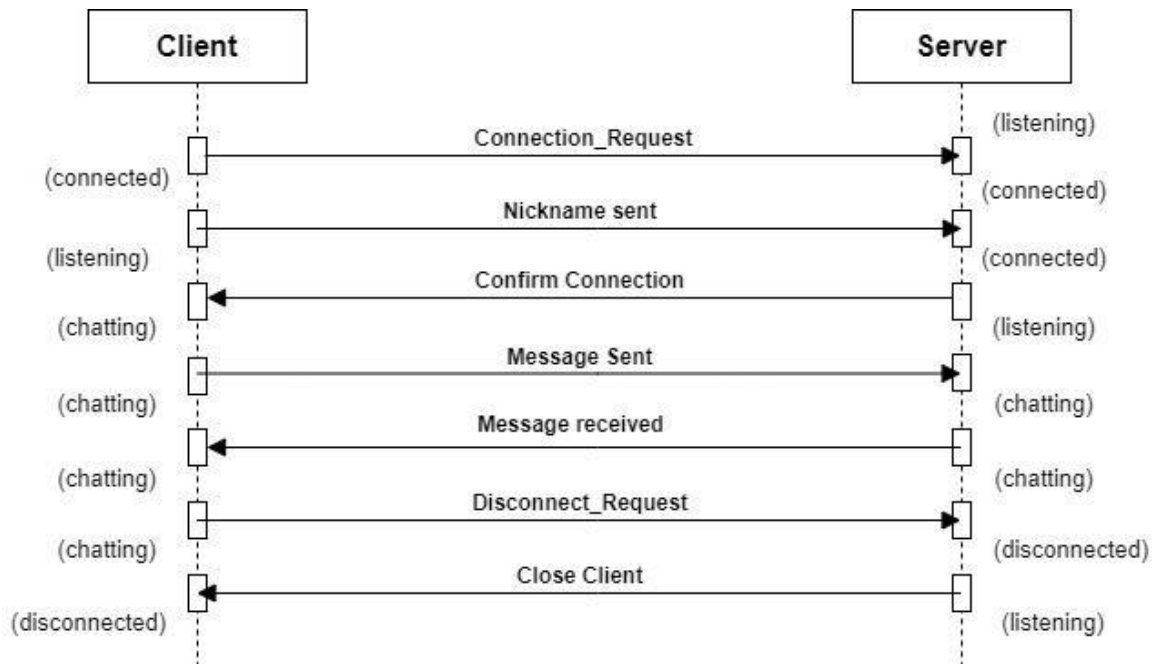 Client
Server
(listening)
Connection_Request
(connected)
(connected)
Nickname sent
(listening)
(connected)
Confirm Connection
(chatting)
(listening)
Message Sent
(chatting)
(chatting)
Message received
(chatting)
(chatting)
Disconnect_Request
(chatting)
(disconnected)
Close Client
(disconnected)
(listening)